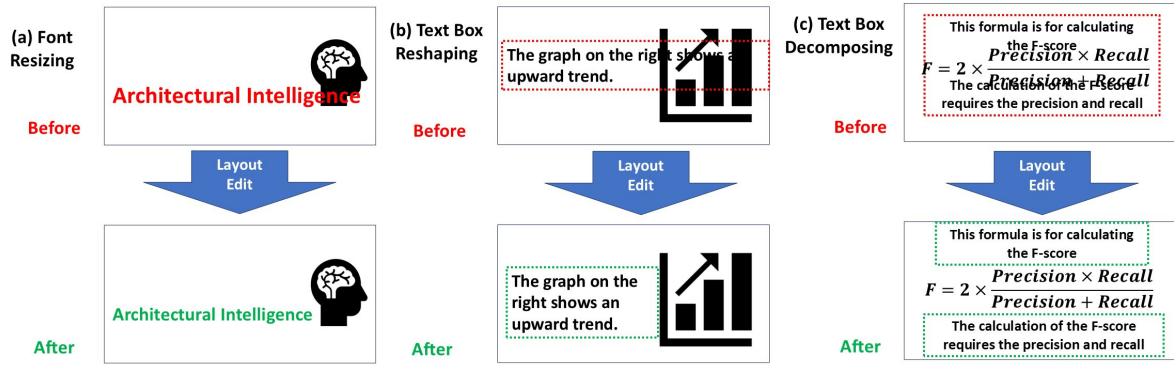 (a) Font
Resizing
Architectural Intelligence
Before
Layout
Edit
Architectural Intelligence
After
(b) Text Box
Reshaping
The graph on the right shows a
upward trend.
Before
Layout
Edit
The graph on the
right shows an
upward trend.
After
(c) Text Box
Decomposing
This formula is for calculating
the F-score
F = 2 × Precision × Recall
Precision + Recall
The calculation of the F-score
requires the precision and recall
Before
Layout
Edit
This formula is for calculating
the F-score
F = 2 × Precision × Recall
Precision + Recall
The calculation of the F-score
requires the precision and recall
After